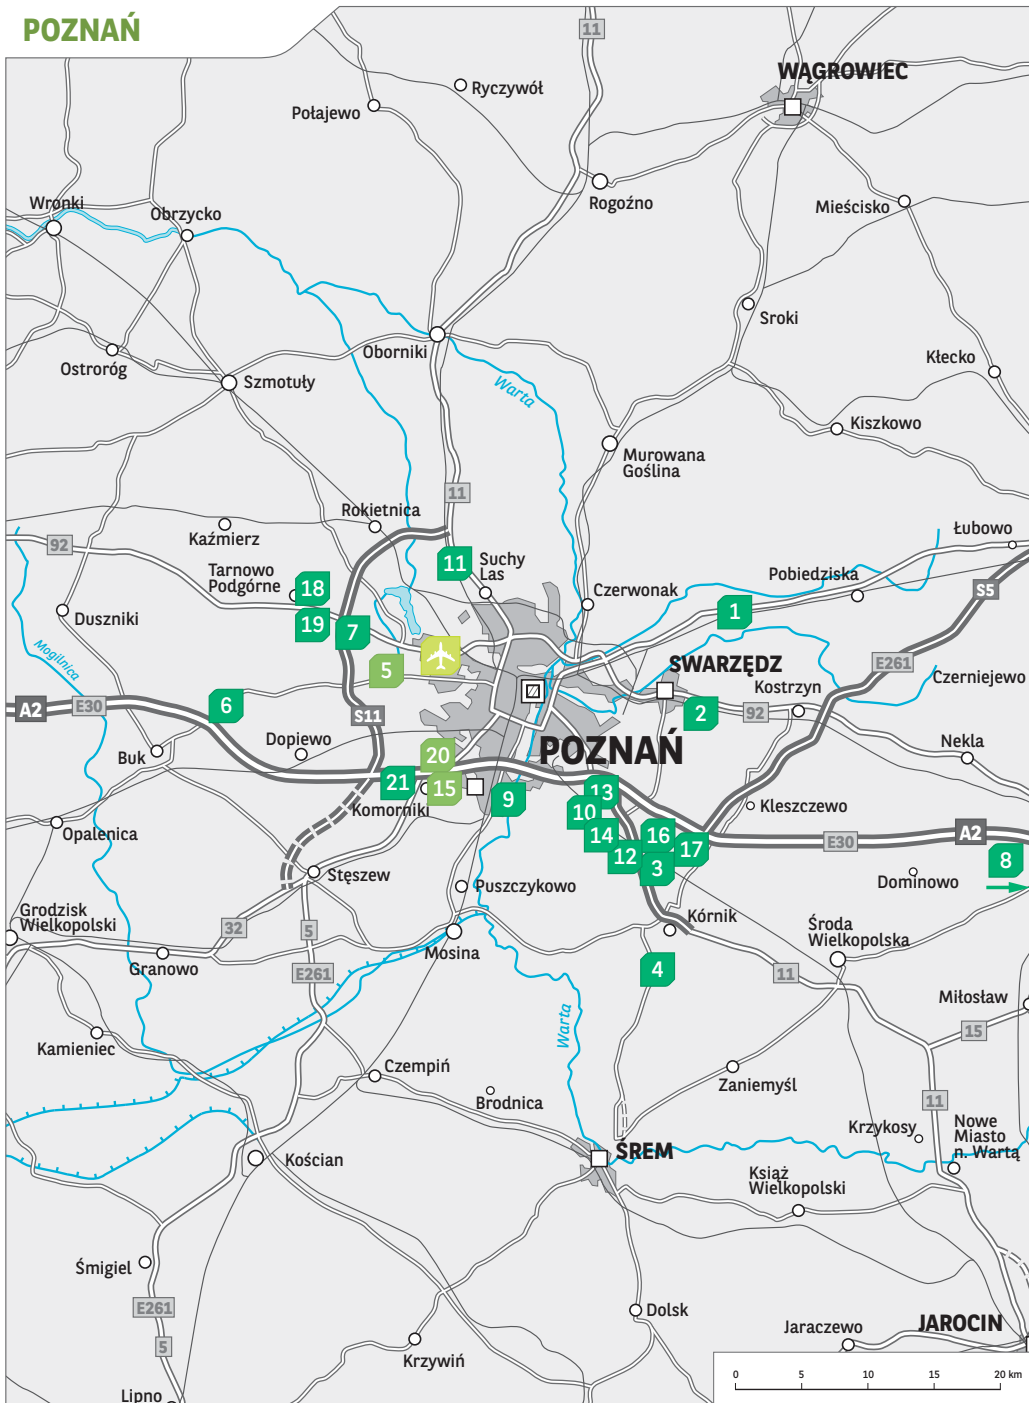 POZNAŃ
11
WĄGROWIEC
Ryczywół
Połajewo
Rogoźno
Mieścisko
Wronki
Obrzycko
Sroki
Oborniki
Ostroróg
Kłecko
Szmotuły
Warta
Kiszkowo
Murowana
Goślina
11
Rokietnica
Łubowo
Kaźmierz
92
Suchy
Las
11
Tarnowo
Podgórne
18
Pobiedziska
S5
Czerwonak
1
Duszniki
19
7
Mogilnica
5
SWARZĘDZ
E261
Czerniejewo
Kostrzyn
6
A2
E30
S11
2
92
Dopiewo
20
POZNAŃ
Nekla
Buk
21
15
13
Komorniki
9
10
Kleszczewo
Opalenica
14
16
E30
A2
12
17
8
3
Stęszew
Puszczykowo
Dominowo
Grodzisk
Wielkopolski
32
5
Kórnik
Środa
Wielkopolska
Mosina
Granowo
E261
4
11
Miłosław
Warta
15
Kamieniec
Czempiń
Zaniemyśl
Brodnica
11
Krzykosy
Nowe
Miasto
n. Wartą
Kościan
ŚREM
Książ
Wielkopolski
Śmigiel
E261
Dolsk
5
Jaraczewo
JAROCIN
Krzywiń
0 5 10 15 20 km
Lipno